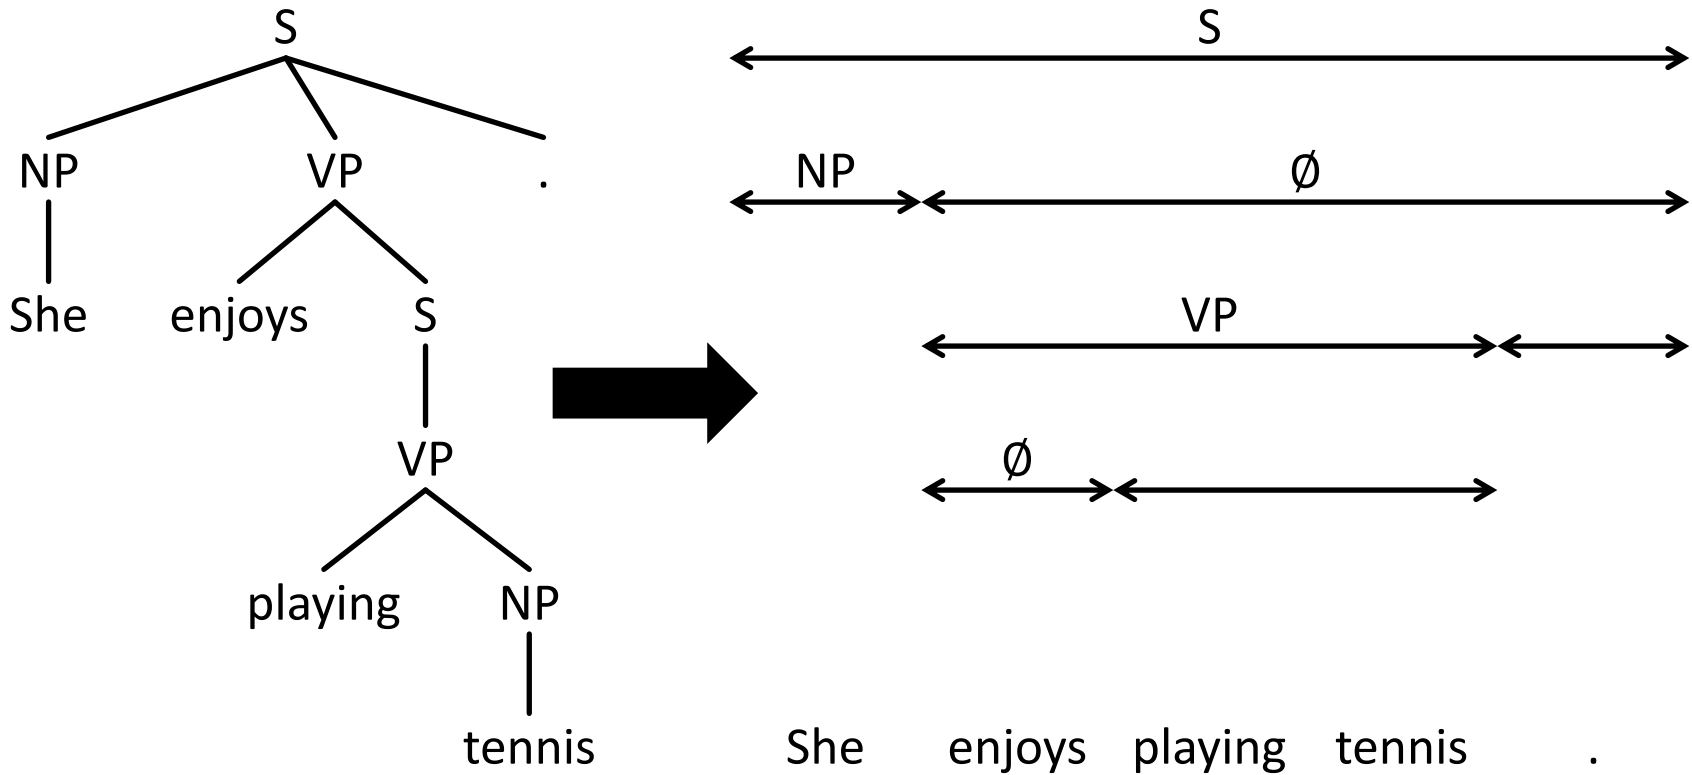 S S
NP VP . NP Ø
She enjoys S VP
VP Ø
playing NP
tennis She enjoys playing tennis .